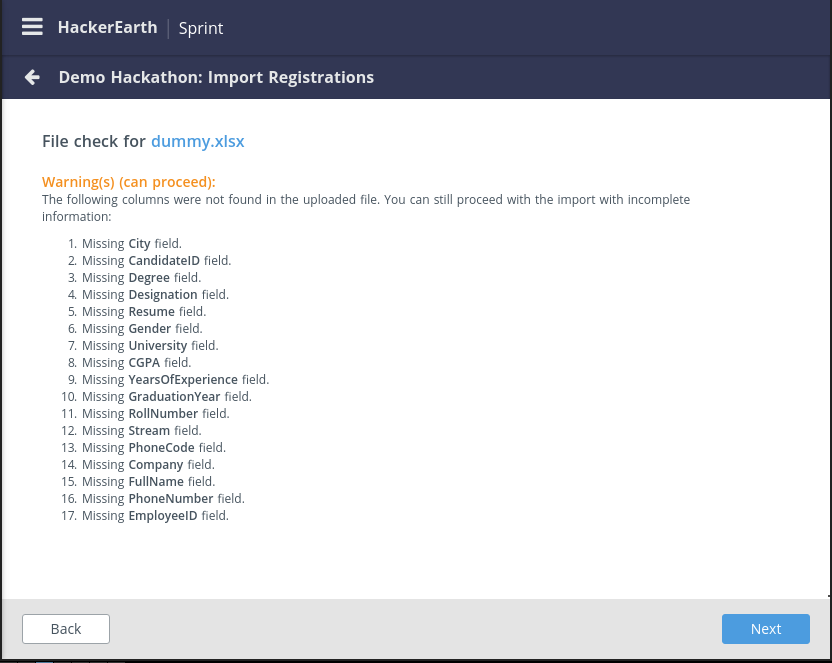 HackerEarth Sprint
Demo Hackathon: Import Registrations
File check for dummy.xlsx
Warning(s) (can proceed):
The following columns were not found in the uploaded file. You can still proceed with the import with incomplete
information:
1. Missing City field.
2. Missing CandidateID field.
3. Missing Degree field.
4. Missing Designation field.
5. Missing Resume field.
6. Missing Gender field.
7. Missing University field.
8. Missing CGPA field.
9. Missing YearsOfExperience field.
10. Missing GraduationYear field.
11. Missing RollNumber field.
12. Missing Stream field.
13. Missing PhoneCode field.
14. Missing Company field.
15. Missing FullName field.
16. Missing PhoneNumber field.
17. Missing EmployeeID field.
Back Next